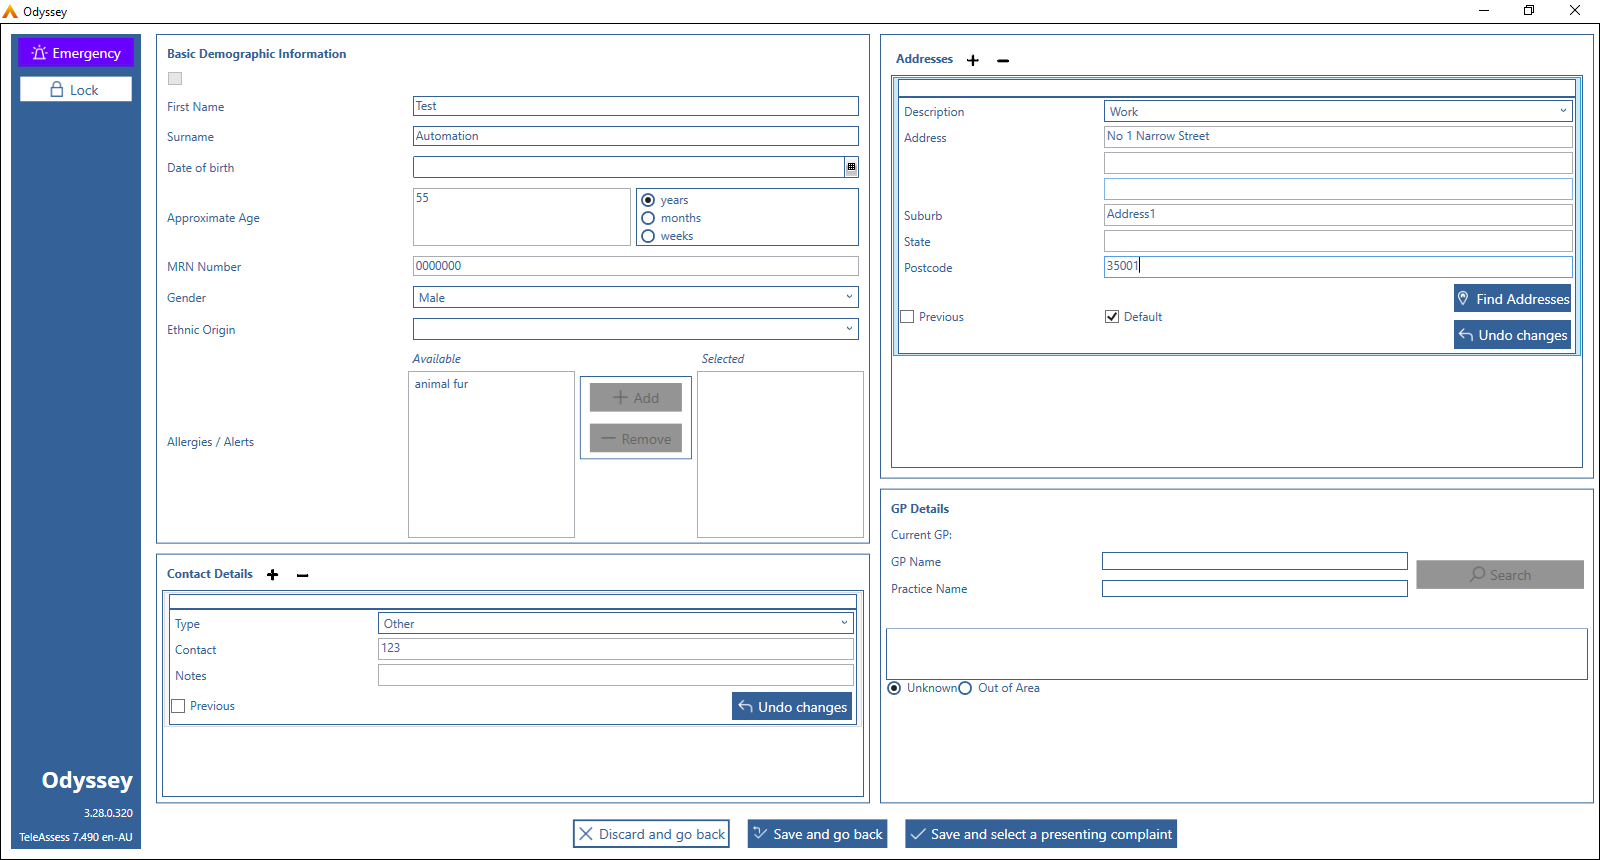 Odyssey
Emergency
Lock
Odyssey
3.28.0.320
TeleAssess 7.490 en-AU
Basic Demographic Information
First Name Test
Surname Automation
Date of birth
Approximate Age 55
years
months
weeks
MRN Number 0000000
Gender Male
Ethnic Origin
Available Selected
animal fur
Add
Remove
Allergies / Alerts
Contact Details
Type Other
Contact 123
Notes
Previous Undo changes
Addresses
Description Work
Address No 1 Narrow Street
Suburb Address1
State
Postcode 35001
Find Addresses
Previous Default
Undo changes
GP Details
Current GP:
GP Name
Practice Name
Search
Unknown Out of Area
Discard and go back Save and go back Save and select a presenting complaint